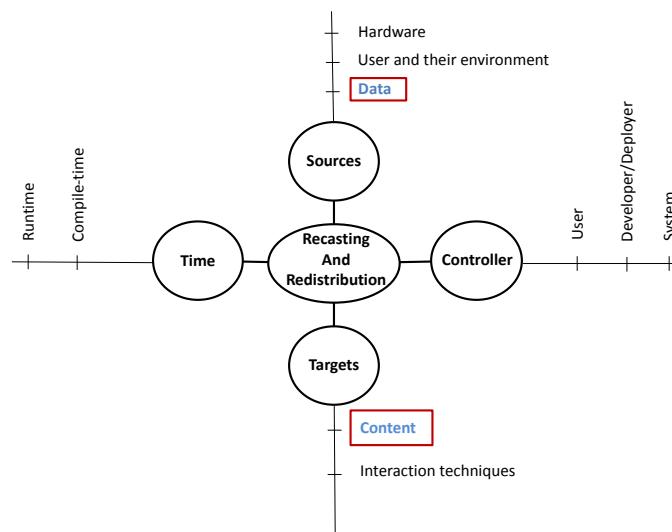 Hardware
User and their environment
Data
Sources
Runtime
Compile-time
Time
Recasting
And
Redistribution
Controller
User
Developer/Deployer
System
Targets
Content
Interaction techniques